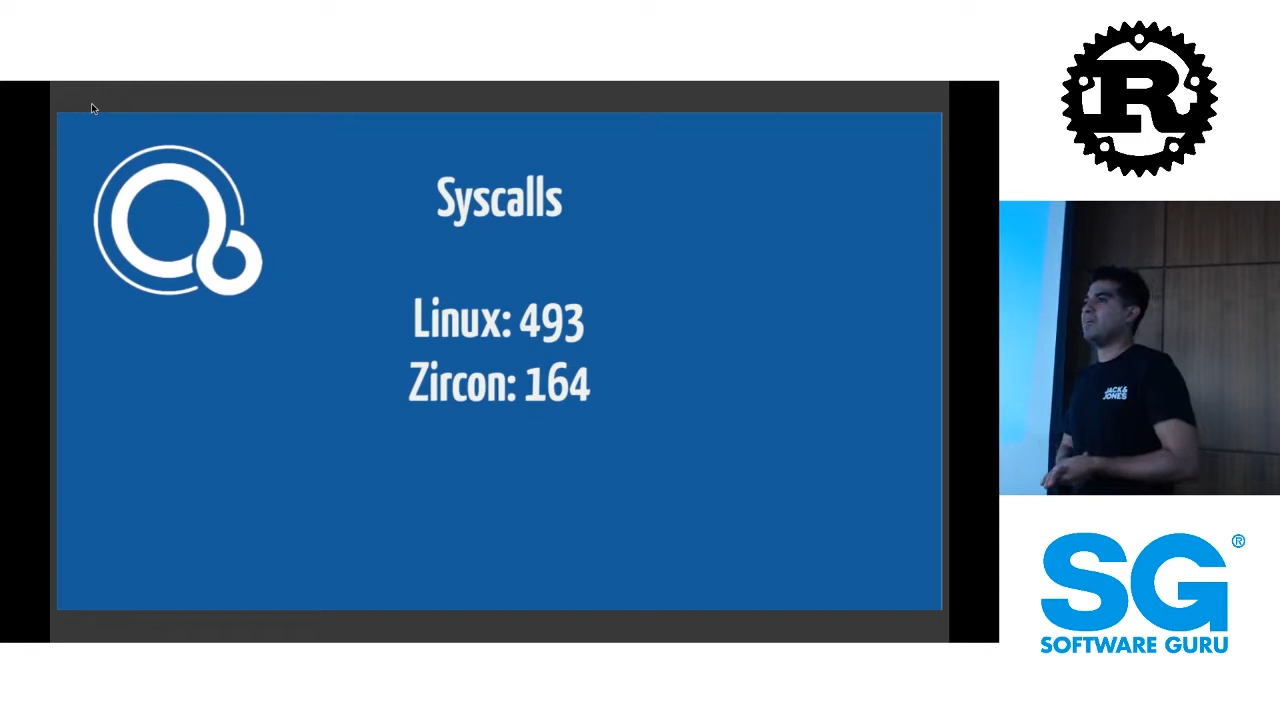 Syscalls
Linux: 493
Zircon: 164
R
JACK&
JONES
SG®
SOFTWARE GURU